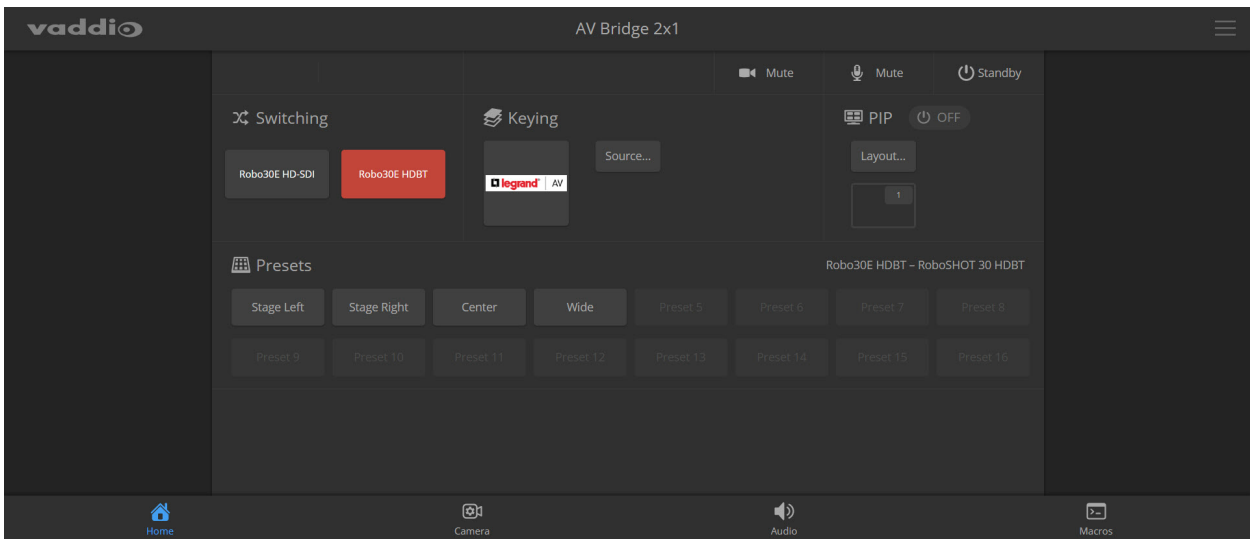 vaddio
AV Bridge 2x1
Mute
Mute
Standby
Switching
Keying
PIP
OFF
Robo30E HD-SDI
Robo30E HDBT
legrand® AV
Source...
Layout...
1
Presets
Robo30E HDBT – RoboSHOT 30 HDBT
Stage Left
Stage Right
Center
Wide
Preset 5
Preset 6
Preset 7
Preset 8
Preset 9
Preset 10
Preset 11
Preset 12
Preset 13
Preset 14
Preset 15
Preset 16
Home
Camera
Audio
Macros